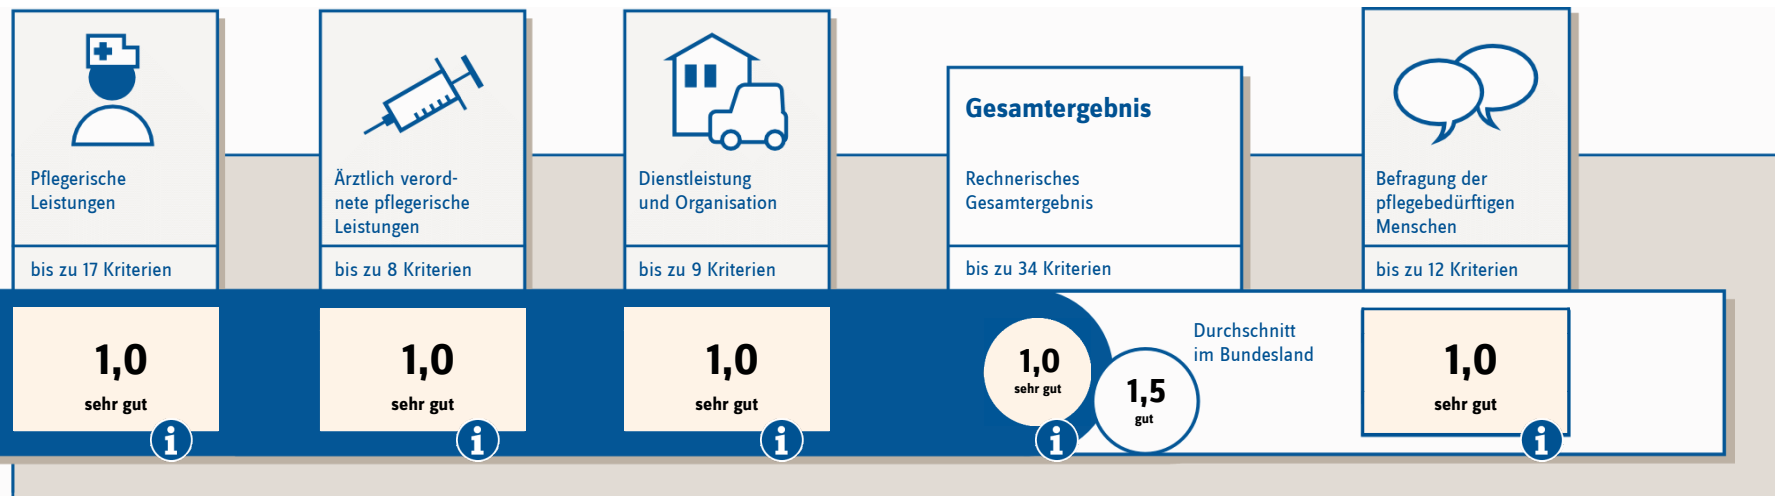 Pflegerische
Leistungen
bis zu 17 Kriterien
1,0
sehr gut
i
Ärztlich verord-
nete pflegerische
Leistungen
bis zu 8 Kriterien
1,0
sehr gut
i
Dienstleistung
und Organisation
bis zu 9 Kriterien
1,0
sehr gut
i
Gesamtergebnis
Rechnerisches
Gesamtergebnis
bis zu 34 Kriterien
1,0
sehr gut
i
1,5
gut
Durchschnitt
im Bundesland
Befragung der
pflegebedürftigen
Menschen
bis zu 12 Kriterien
1,0
sehr gut
i